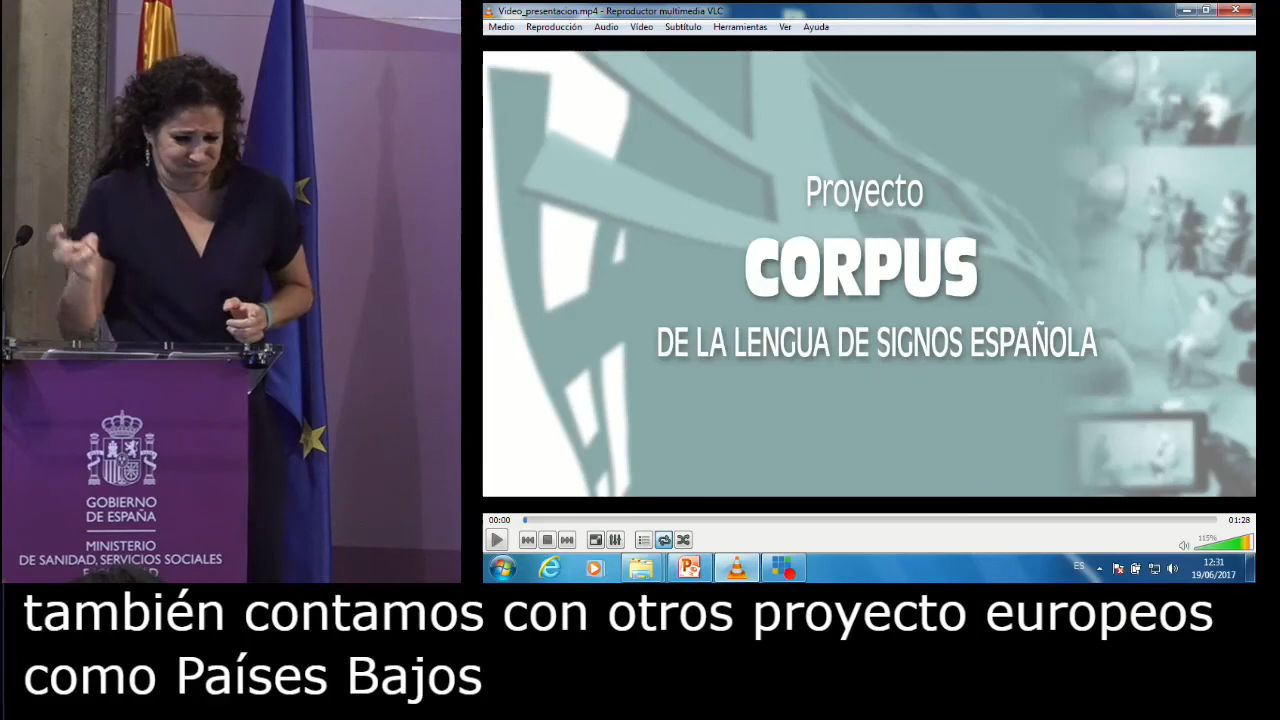 Video_presentacion.mp4 - Reproductor multimedia VLC
Medio Reproducción Audio Vídeo Subtítulo Herramientas Ver Ayuda
Proyecto
CORPUS
DE LA LENGUA DE SIGNOS ESPAÑOLA
00:00
01:28
115%
ES
12:31
19/06/2017
GOBIERNO
DE ESPAÑA
MINISTERIO
DE SANIDAD, SERVICIOS SOCIALES
también contamos con otros proyecto europeos
como Países Bajos